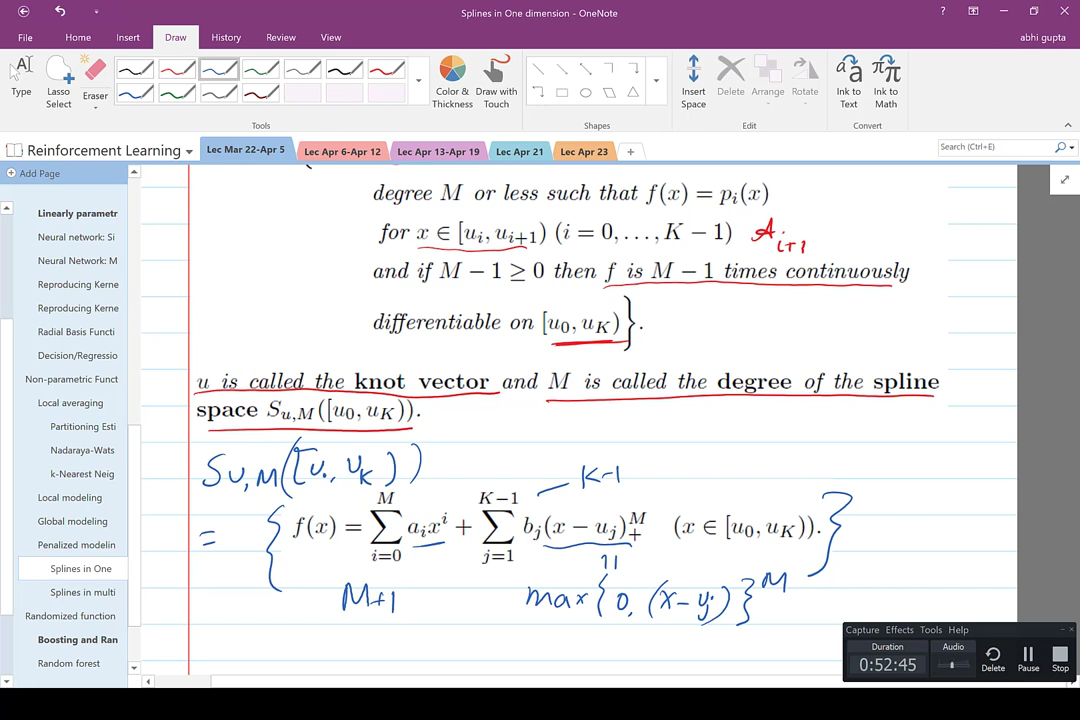 Splines in One dimension - OneNote
?
File Home Insert Draw History Review View
abhi gupta
Type
Lasso Select
Eraser
Color & Thickness
Draw with Touch
Insert Space
Delete
Arrange
Rotate
Ink to Text
Ink to Math
Tools
Shapes
Edit
Convert
Reinforcement Learning
Lec Mar 22-Apr 5
Lec Apr 6-Apr 12
Lec Apr 13-Apr 19
Lec Apr 21
Lec Apr 23
+
Search (Ctrl+E)
Add Page
Linearly parametr
Neural network: Si
Neural Network: M
Reproducing Kerne
Reproducing Kerne
Radial Basis Functi
Decision/Regressio
Non-parametric Funct
Local averaging
Partitioning Esti
Nadaraya-Wats
k-Nearest Neig
Local modeling
Global modeling
Penalized modelin
Splines in One
Splines in multi
Randomized function
Boosting and Ran
Random forest
degree M or less such that f(x) = p_i(x)
for x ∈ [u_i, u_{i+1}) (i = 0, . . . , K − 1) A_{i+1}
and if M − 1 ≥ 0 then f is M − 1 times continuously
differentiable on [u_0, u_K) }.
u is called the knot vector and M is called the degree of the spline
space S_{u,M}([u_0, u_K)).
S_{U,M}([u_0, u_K))
K-1
= { f(x) = ∑_{i=0}^{M} a_i x^i + ∑_{j=1}^{K−1} b_j (x − u_j)_+^M (x ∈ [u_0, u_K)). }
M+1
max{0, (x-u_j)}^M
Capture Effects Tools Help
Duration
0:52:45
Audio
Delete
Pause
Stop